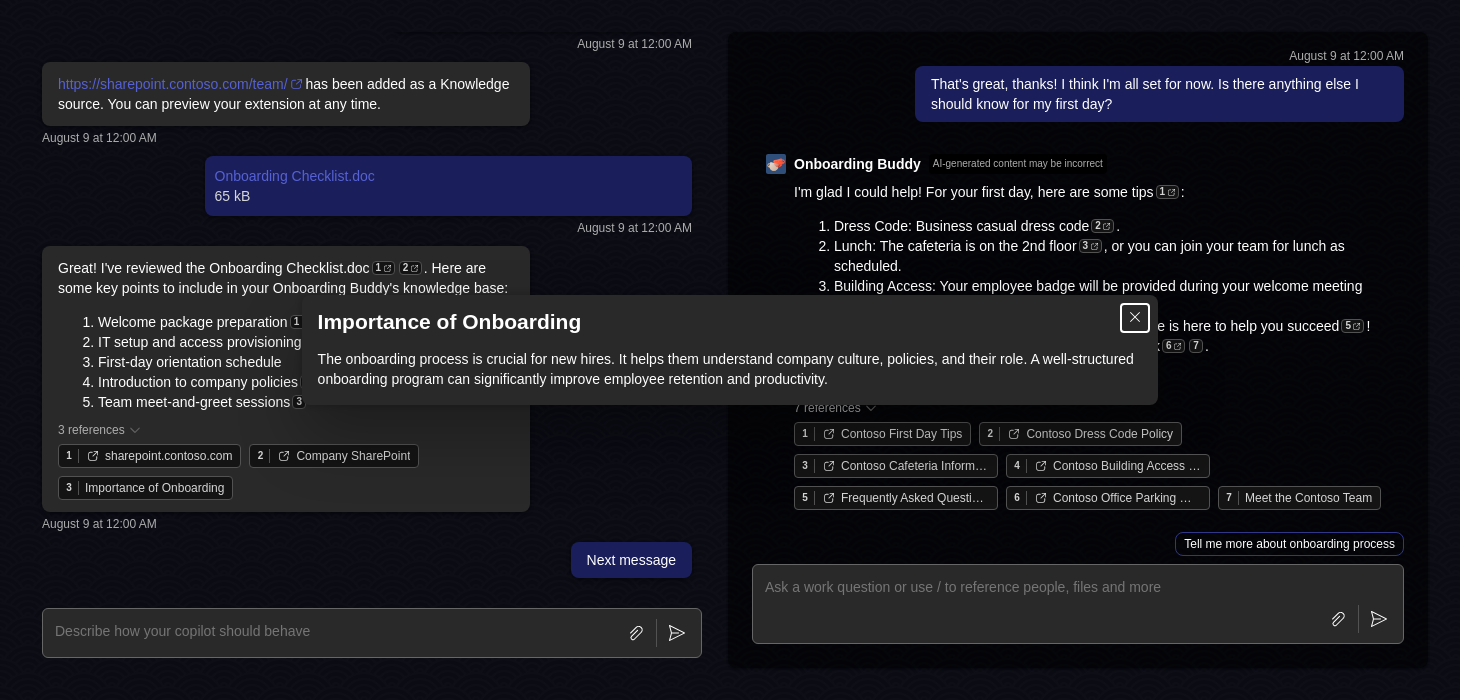 August 9 at 12:00 AM
https://sharepoint.contoso.com/team/ has been added as a Knowledge
source. You can preview your extension at any time.
August 9 at 12:00 AM
Onboarding Checklist.doc
65 kB
August 9 at 12:00 AM
Great! I've reviewed the Onboarding Checklist.doc 1 2 . Here are
some key points to include in your Onboarding Buddy's knowledge base:
1. Welcome package preparation 1
2. IT setup and access provisioning
3. First-day orientation schedule
4. Introduction to company policies
5. Team meet-and-greet sessions 3
3 references
1 sharepoint.contoso.com
2 Company SharePoint
3 Importance of Onboarding
August 9 at 12:00 AM
Next message
Describe how your copilot should behave
Importance of Onboarding
The onboarding process is crucial for new hires. It helps them understand company culture, policies, and their role. A well-structured
onboarding program can significantly improve employee retention and productivity.
August 9 at 12:00 AM
That's great, thanks! I think I'm all set for now. Is there anything else I
should know for my first day?
Onboarding Buddy AI-generated content may be incorrect
I'm glad I could help! For your first day, here are some tips 1 :
1. Dress Code: Business casual dress code 2 .
2. Lunch: The cafeteria is on the 2nd floor 3 , or you can join your team for lunch as
scheduled.
3. Building Access: Your employee badge will be provided during your welcome meeting
e is here to help you succeed 5 !
6 7 .
7 references
1 Contoso First Day Tips
2 Contoso Dress Code Policy
3 Contoso Cafeteria Inform…
4 Contoso Building Access …
5 Frequently Asked Questi…
6 Contoso Office Parking …
7 Meet the Contoso Team
Tell me more about onboarding process
Ask a work question or use / to reference people, files and more